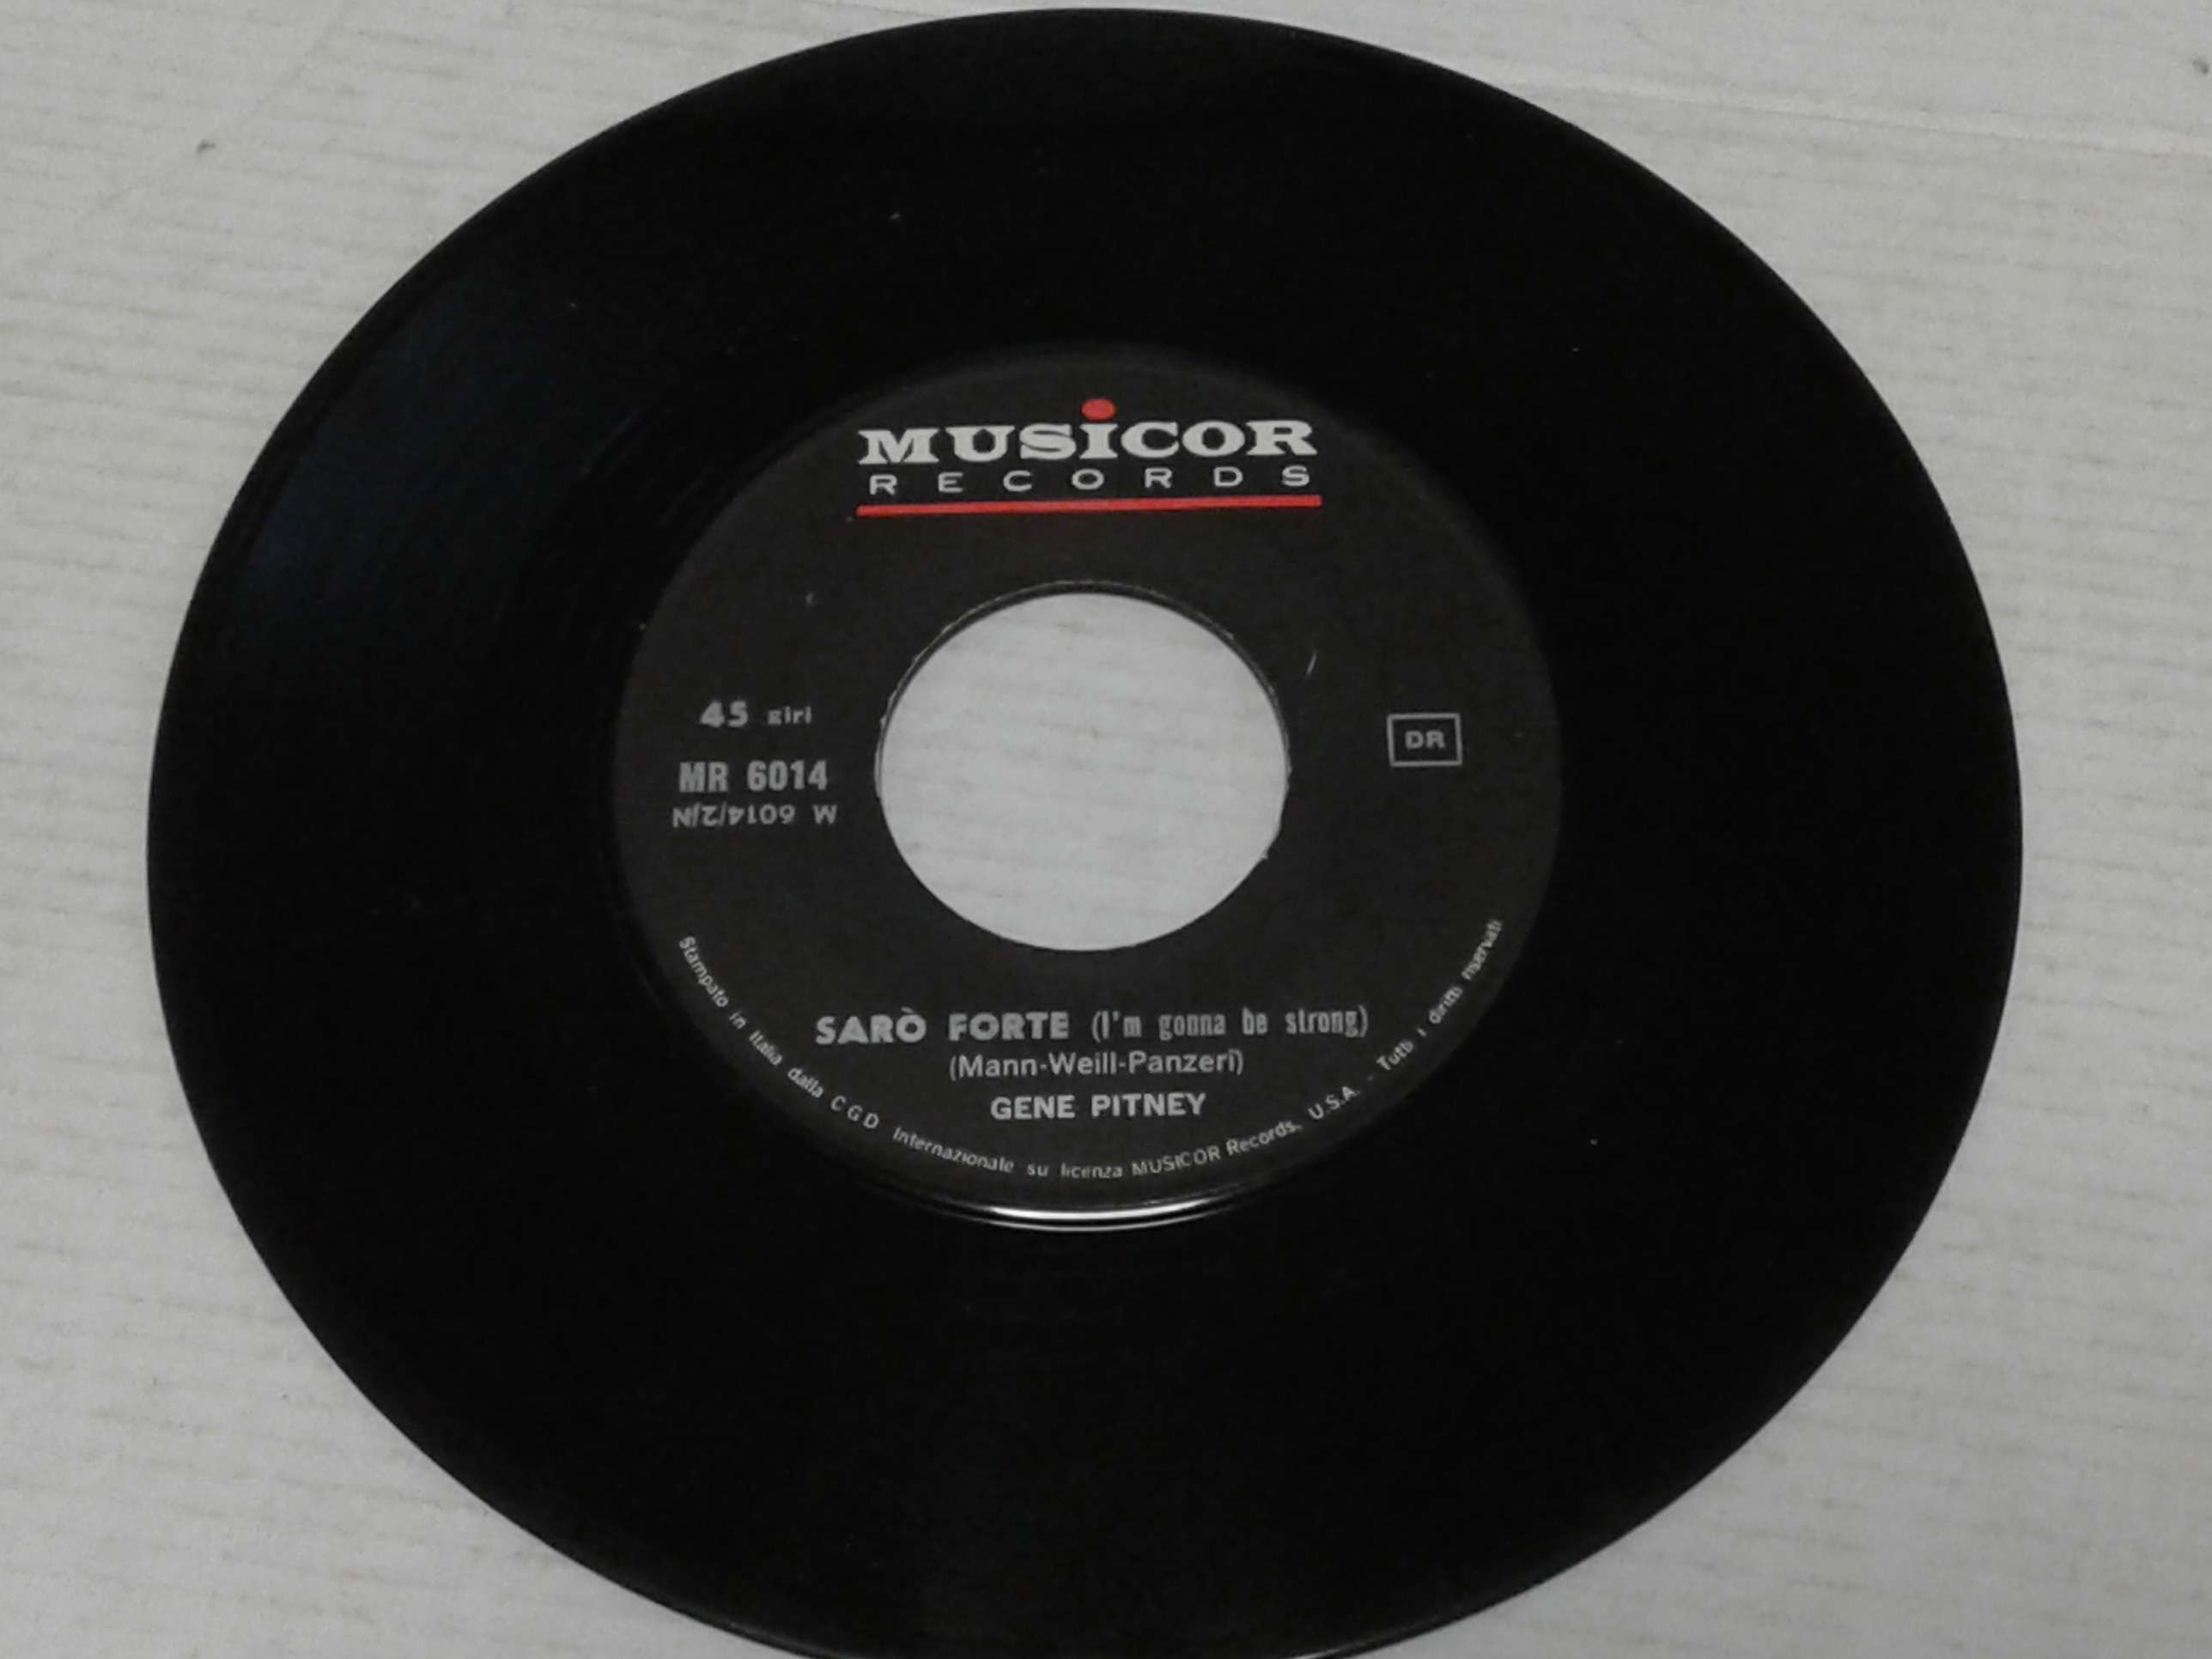 MUSiCOR
RECORDS
45 giri
MR 6014
M 6014/2/N
DR
SARÒ FORTE (I'm gonna be strong)
(Mann-Weill-Panzeri)
GENE PITNEY
Stampato in Italia dalla CGD Internazionale su licenza MUSICOR Records, U.S.A. - Tutti i diritti riservati